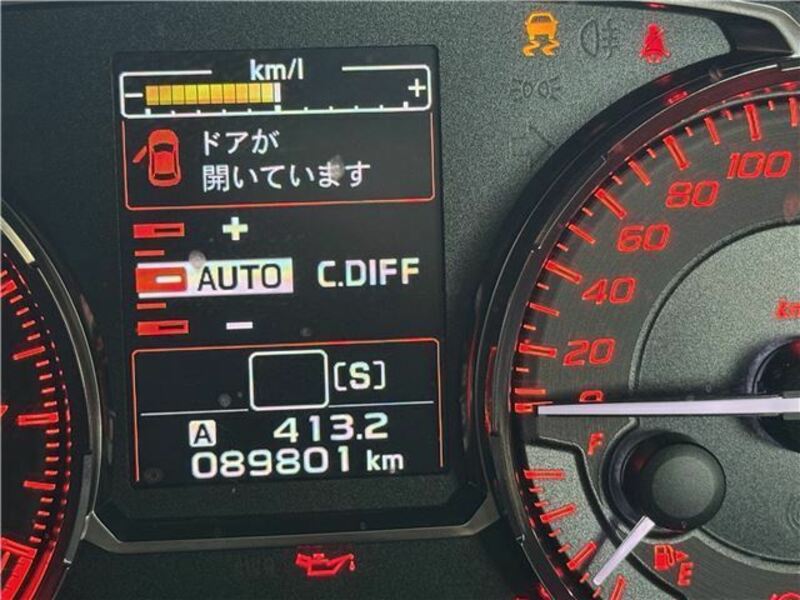 km/l
− +
ドアが
開いています
+
AUTO C.DIFF
−
[S]
A 413.2
089801 km
100
80
60
40
20
0
F
E